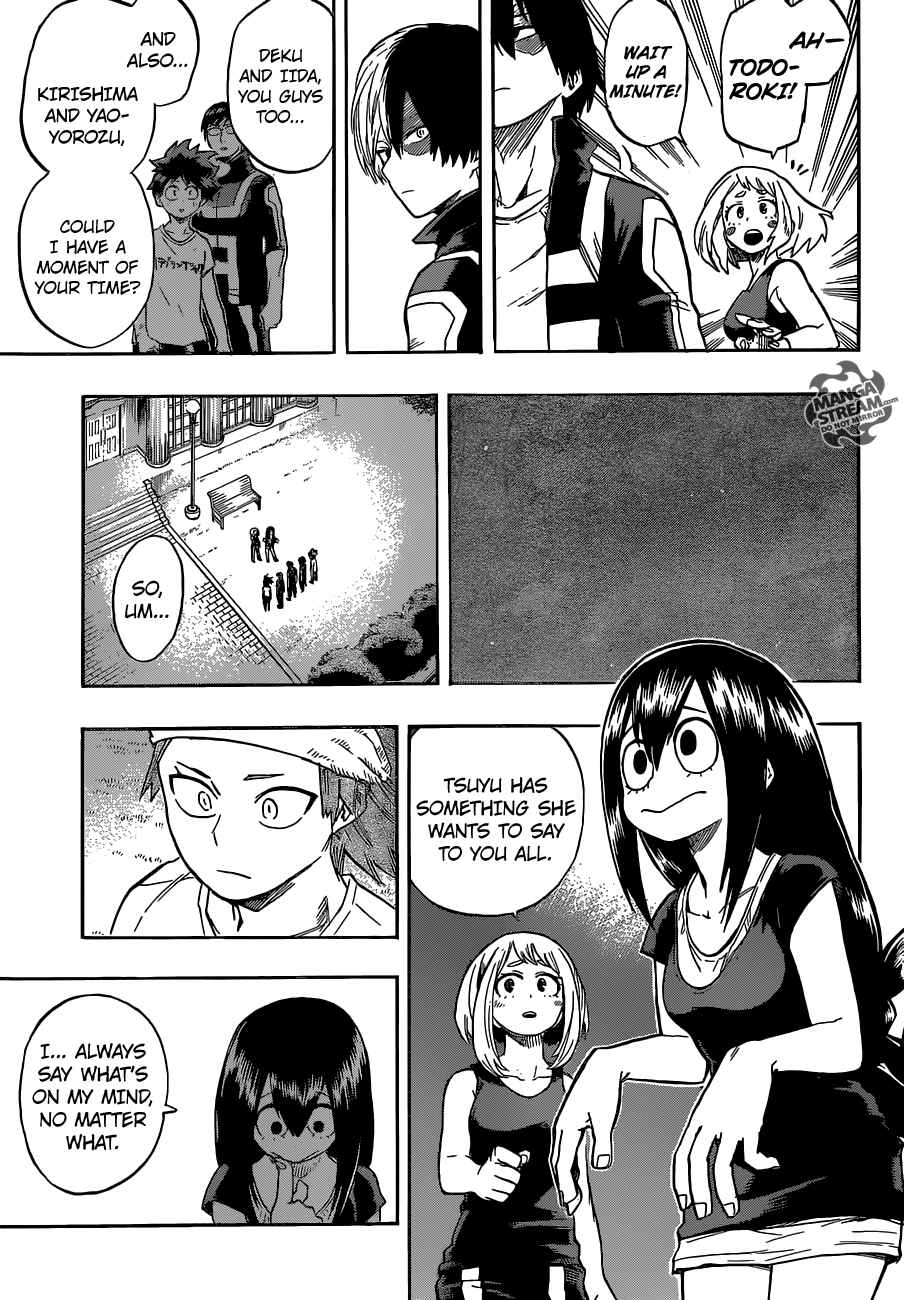 AH—
TODO-
ROKI!
WAIT
UP A
MINUTE!
DEKU
AND IIDA,
YOU GUYS
TOO...
AND
ALSO...
KIRISHIMA
AND YAO-
YOROZU,
COULD
I HAVE A
MOMENT OF
YOUR TIME?
MANGA
STREAM.com
DO NOT MIRROR
SO,
UM...
TSUYU HAS
SOMETHING SHE
WANTS TO SAY
TO YOU ALL.
I... ALWAYS
SAY WHAT'S
ON MY MIND,
NO MATTER
WHAT.